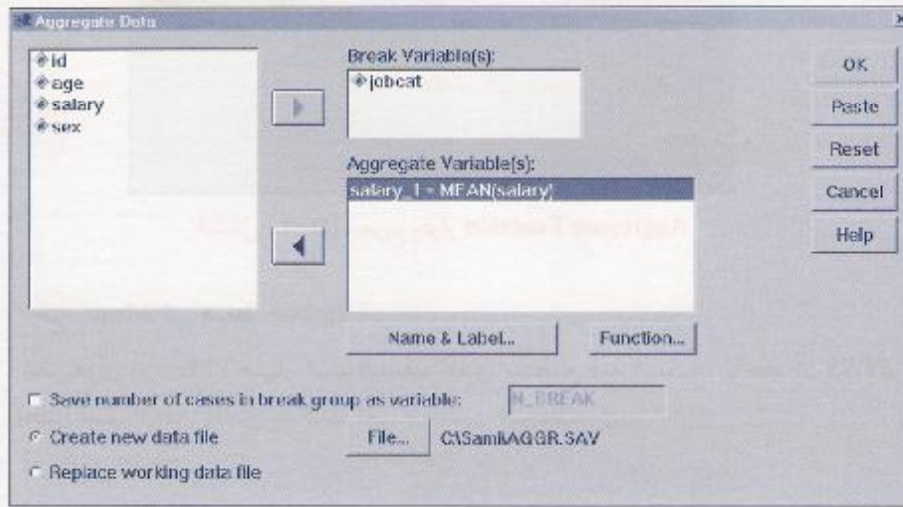 Aggregate Data
id
age
salary
sex
Break Variable(s):
jobcat
Aggregate Variable(s):
salary_1 = MEAN(salary)
OK
Paste
Reset
Cancel
Help
Name & Label...
Function...
Save number of cases in break group as variable:
N_BREAK
Create new data file
File...
C:\Sami\AGGR.SAV
Replace working data file
Aggregate Function